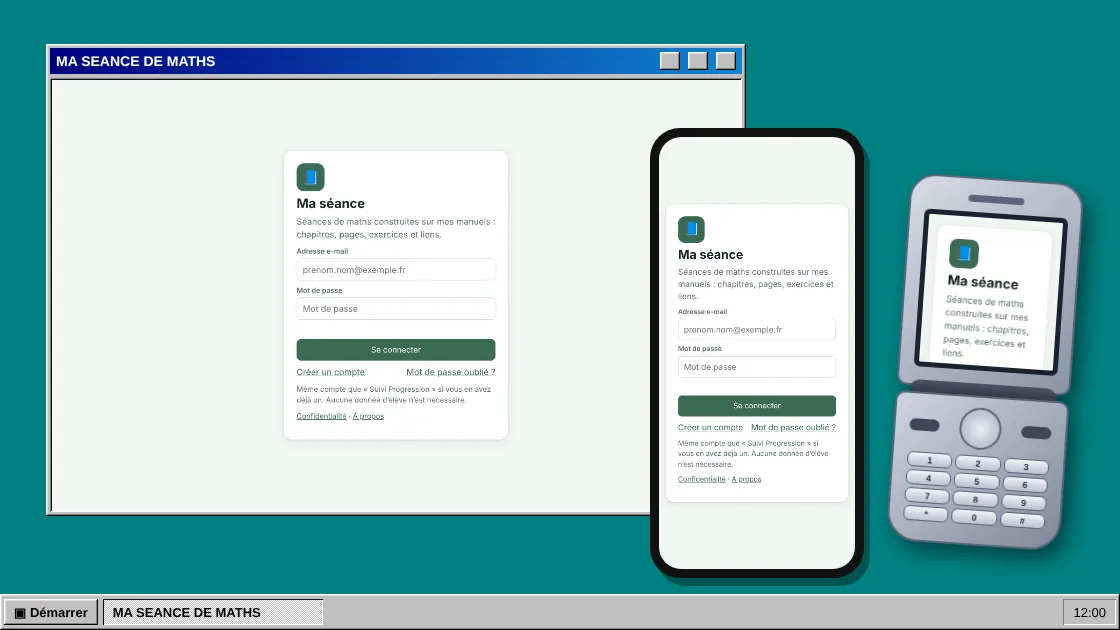 MA SEANCE DE MATHS
Ma séance
Séances de maths construites sur mes manuels :
chapitres, pages, exercices et liens.
Adresse e-mail
prenom.nom@exemple.fr
Mot de passe
Mot de passe
Se connecter
Créer un compte Mot de passe oublié ?
Même compte que « Suivi Progression » si vous en avez
déjà un. Aucune donnée d'élève n'est nécessaire.
Confidentialité · À propos
Ma séance
Séances de maths construites sur mes
manuels : chapitres, pages, exercices et
liens.
Adresse e-mail
prenom.nom@exemple.fr
Mot de passe
Mot de passe
Se connecter
Créer un compte Mot de passe oublié ?
Même compte que « Suivi Progression » si
vous en avez déjà un. Aucune donnée d'élève
n'est nécessaire.
Confidentialité · À propos
Ma séance
Séances de maths
construites sur mes
manuels : chapitres,
pages, exercices et
liens.
1 2 3
4 5 6
7 8 9
* 0 #
Démarrer
MA SEANCE DE MATHS
12:00